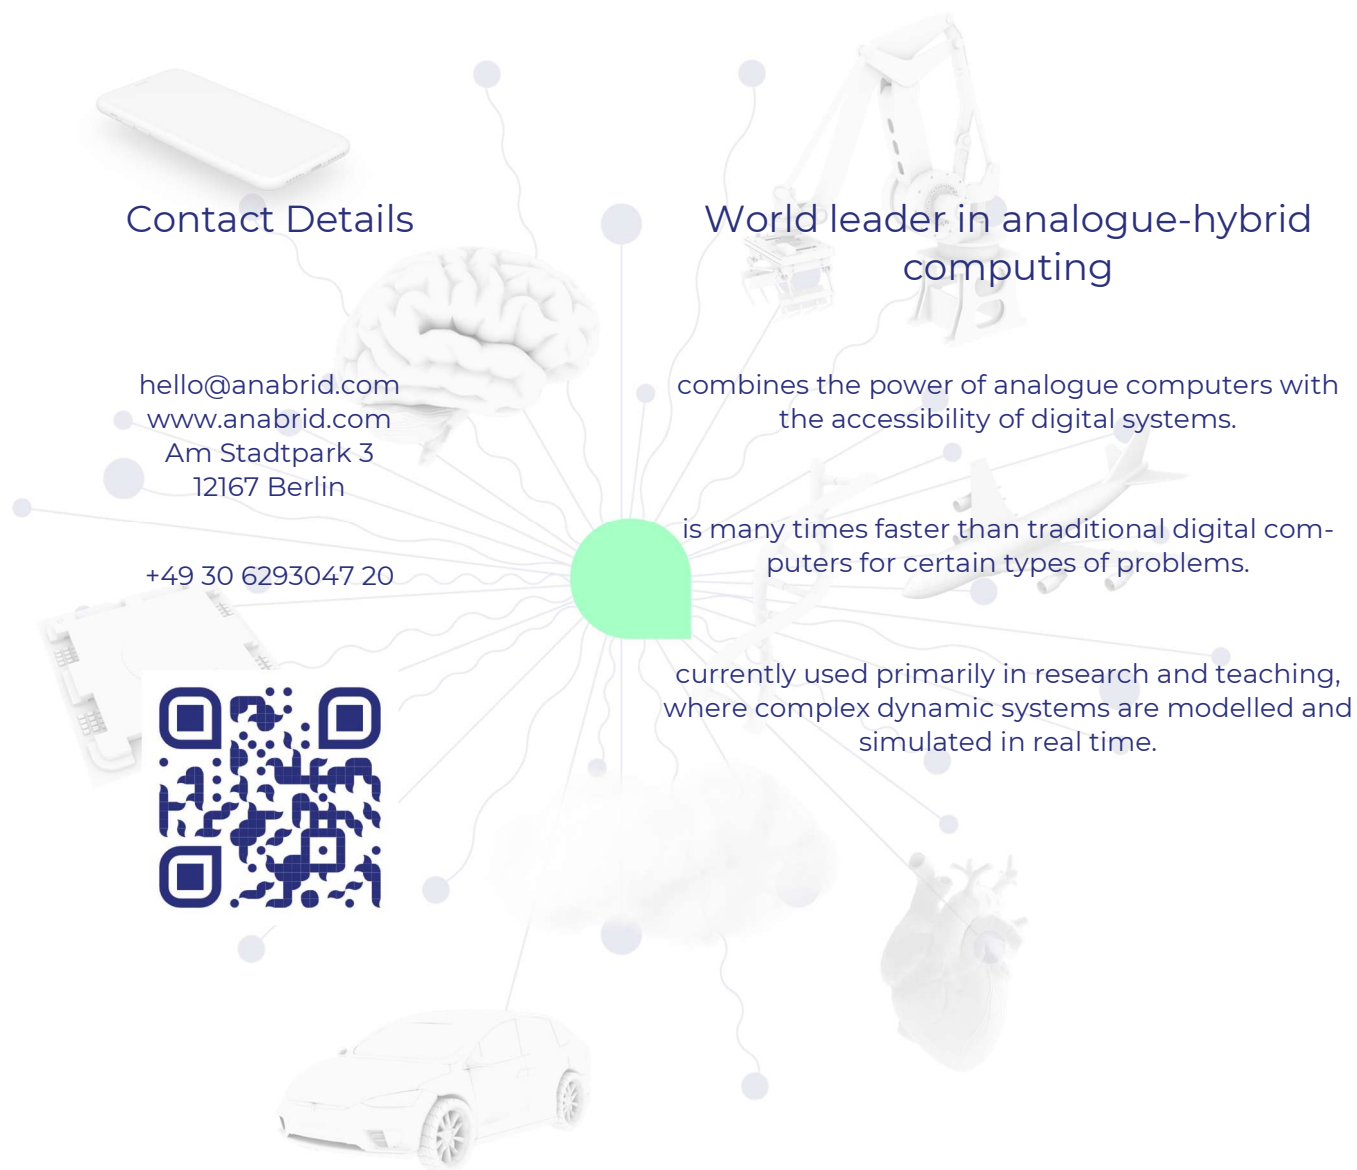 Contact Details
hello@anabrid.com
www.anabrid.com
Am Stadtpark 3
12167 Berlin
+49 30 6293047 20
World leader in analogue-hybrid
computing
combines the power of analogue computers with
the accessibility of digital systems.
is many times faster than traditional digital com-
puters for certain types of problems.
currently used primarily in research and teaching,
where complex dynamic systems are modelled and
simulated in real time.